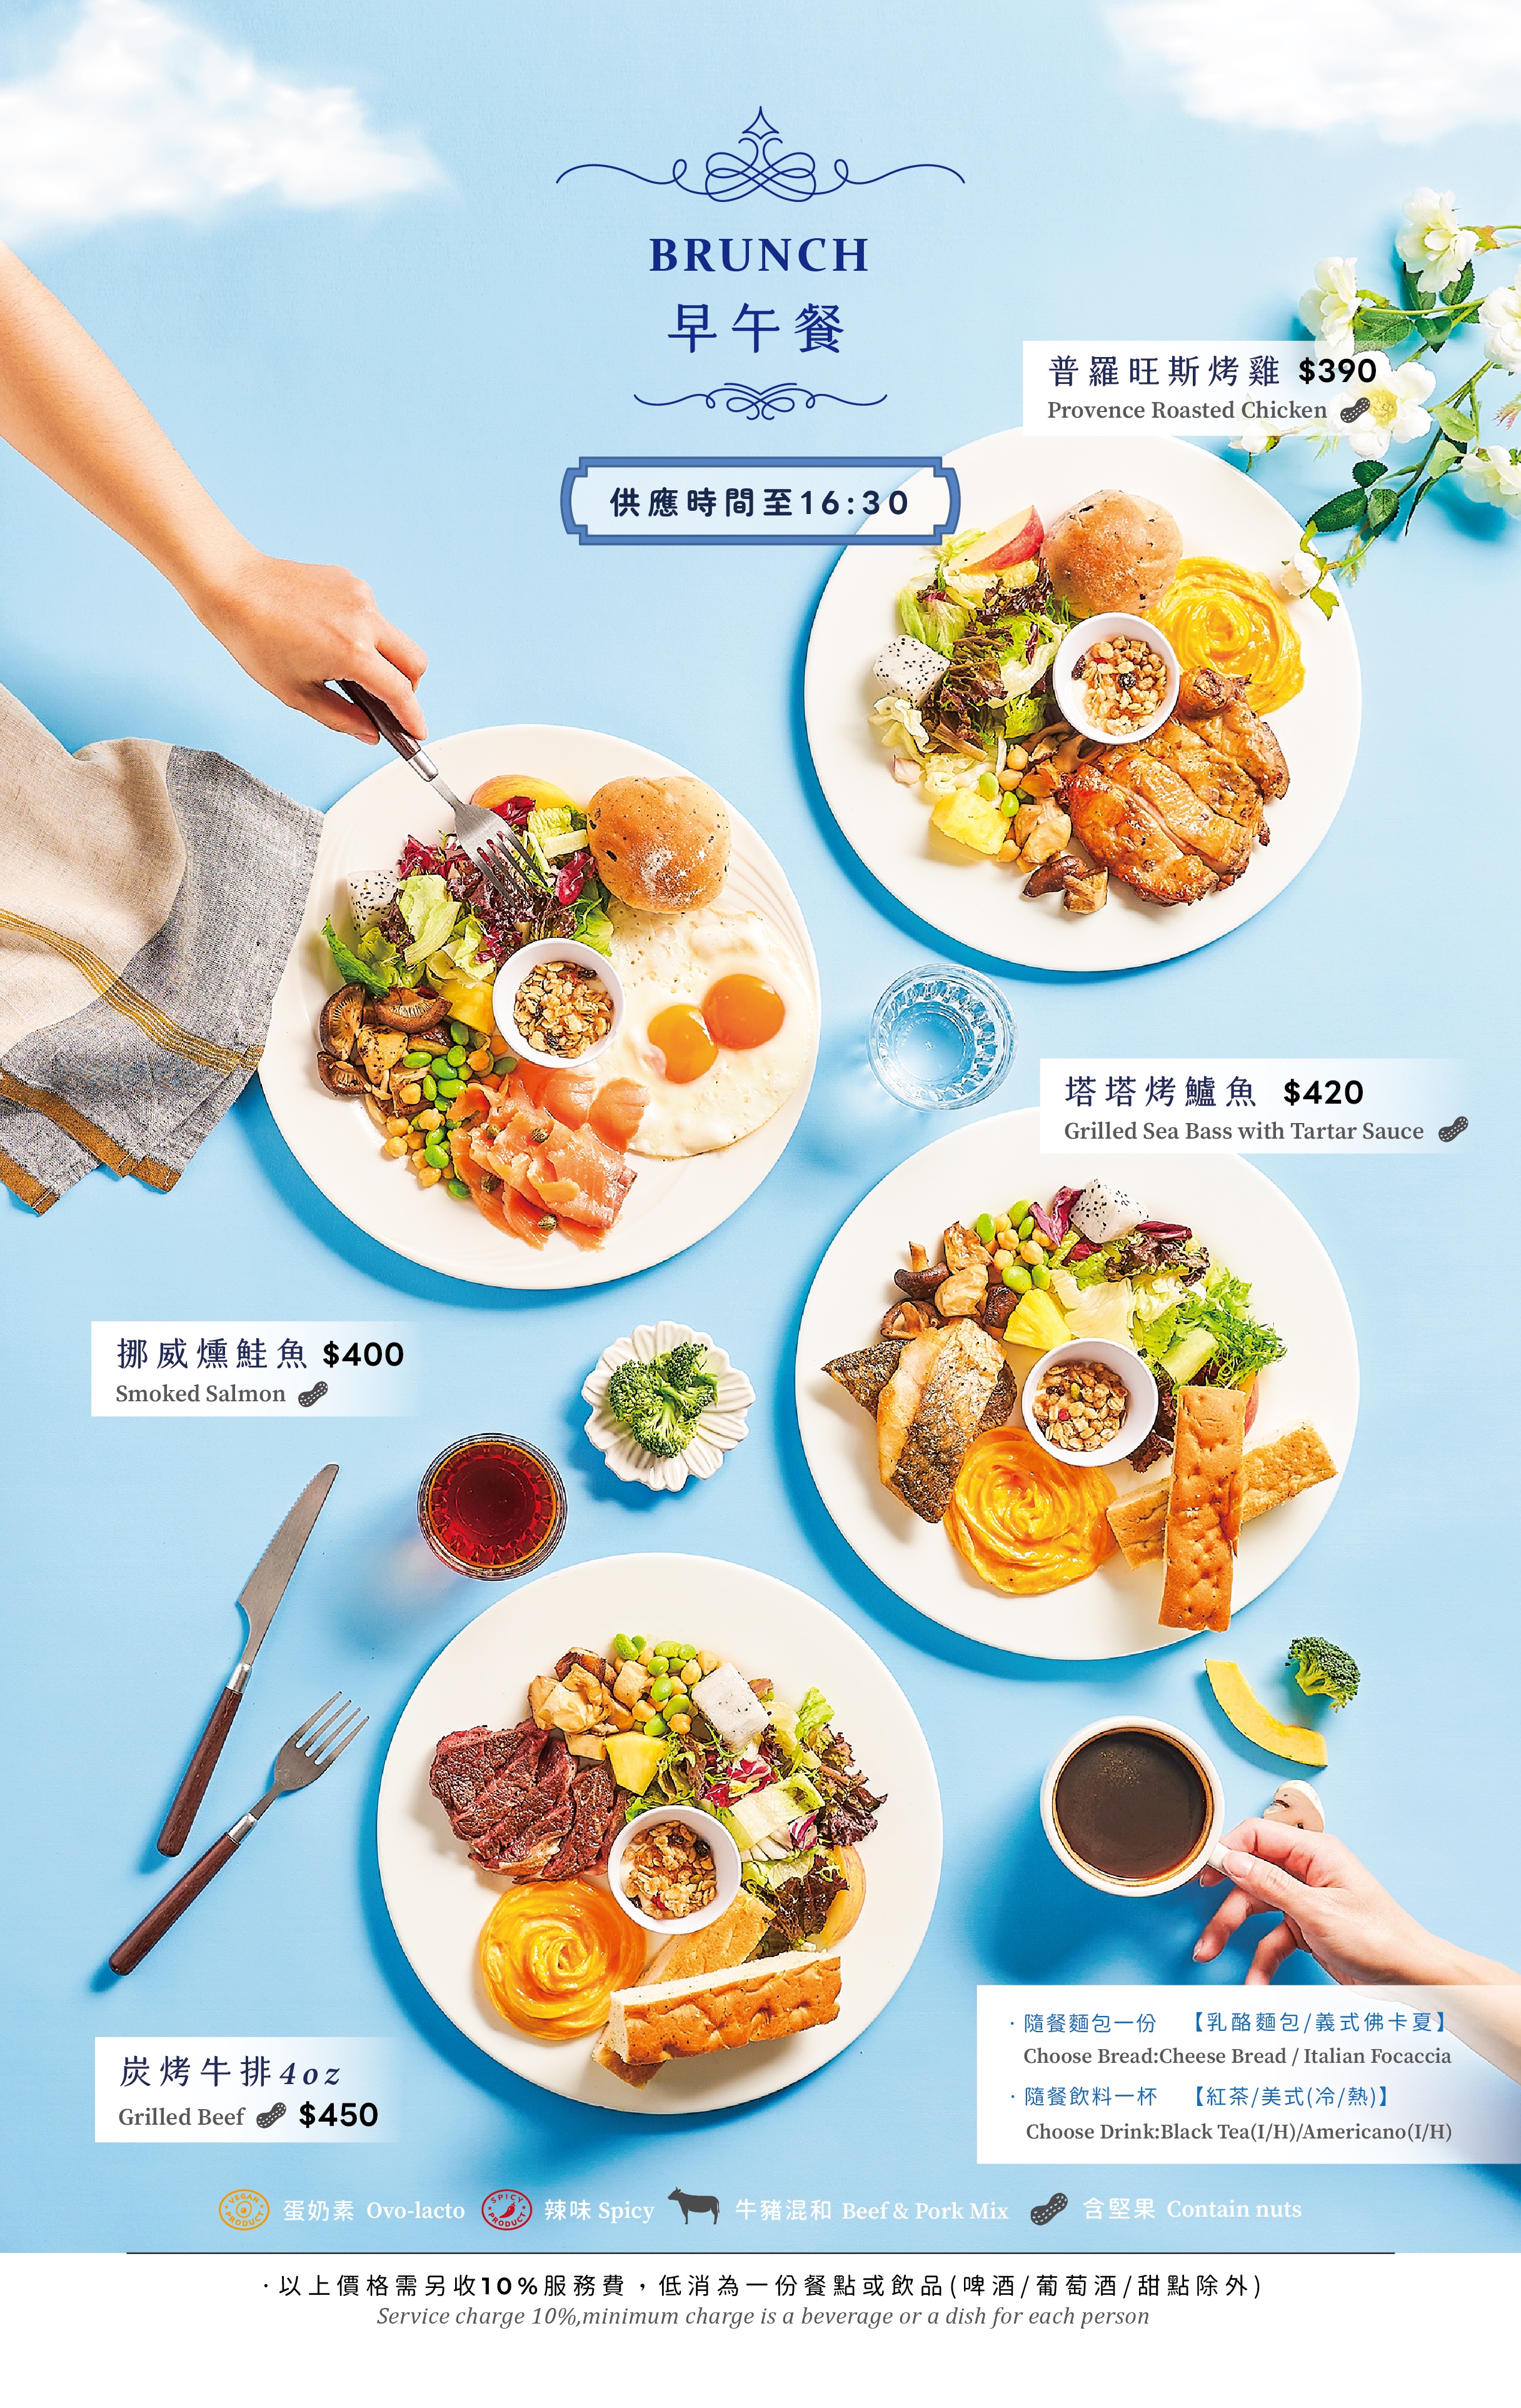 BRUNCH
早午餐
供應時間至16:30
普羅旺斯烤雞 $390
Provence Roasted Chicken
塔塔烤鱸魚 $420
Grilled Sea Bass with Tartar Sauce
挪威燻鮭魚 $400
Smoked Salmon
炭烤牛排4oz
Grilled Beef $450
·隨餐麵包一份 【乳酪麵包/義式佛卡夏】
Choose Bread:Cheese Bread / Italian Focaccia
·隨餐飲料一杯 【紅茶/美式(冷/熱)】
Choose Drink:Black Tea(I/H)/Americano(I/H)
VEGAN PRODUCT 蛋奶素 Ovo-lacto SPICY PRODUCT 辣味 Spicy 牛豬混和 Beef & Pork Mix 含堅果 Contain nuts
·以上價格需另收10%服務費，低消為一份餐點或飲品(啤酒/葡萄酒/甜點除外)
Service charge 10%,minimum charge is a beverage or a dish for each person